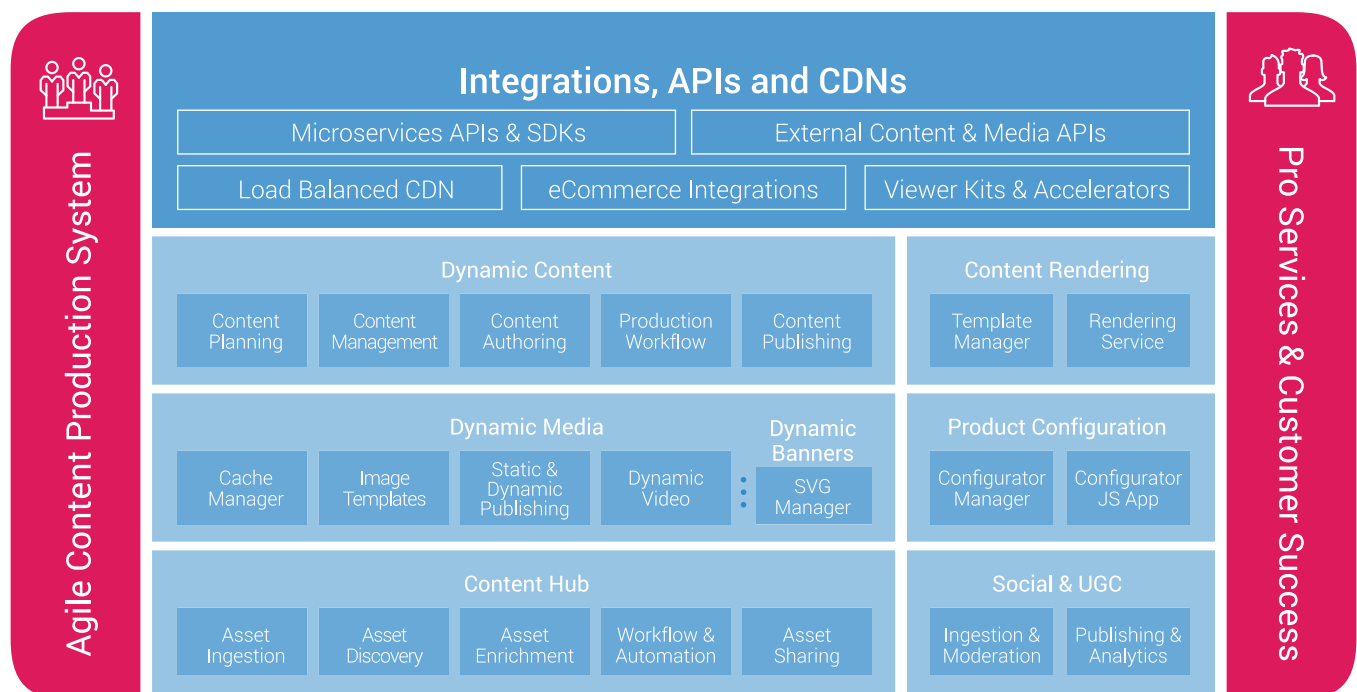 Agile Content Production System
Integrations, APIs and CDNs
Microservices APIs & SDKs
External Content & Media APIs
Load Balanced CDN
eCommerce Integrations
Viewer Kits & Accelerators
Dynamic Content
Content
Planning
Content
Management
Content
Authoring
Production
Workflow
Content
Publishing
Content Rendering
Template
Manager
Rendering
Service
Dynamic Media
Cache
Manager
Image
Templates
Static &
Dynamic
Publishing
Dynamic
Video
Dynamic
Banners
SVG
Manager
Product Configuration
Configurator
Manager
Configurator
JS App
Content Hub
Asset
Ingestion
Asset
Discovery
Asset
Enrichment
Workflow &
Automation
Asset
Sharing
Social & UGC
Ingestion &
Moderation
Publishing &
Analytics
Pro Services & Customer Success